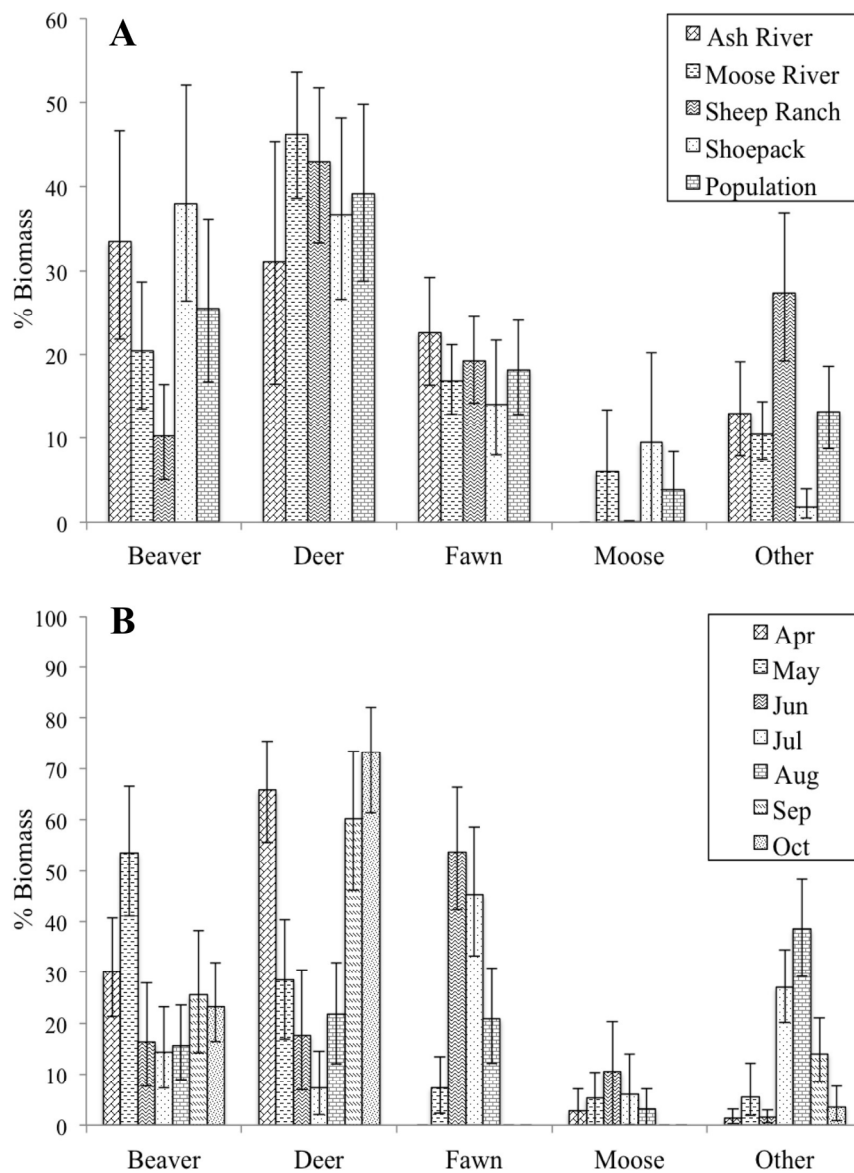 A
60
50
40
30
20
10
0
% Biomass
Ash River
Moose River
Sheep Ranch
Shoepack
Population
Beaver Deer Fawn Moose Other
B
100
90
80
70
60
50
40
30
20
10
0
% Biomass
Apr
May
Jun
Jul
Aug
Sep
Oct
Beaver Deer Fawn Moose Other